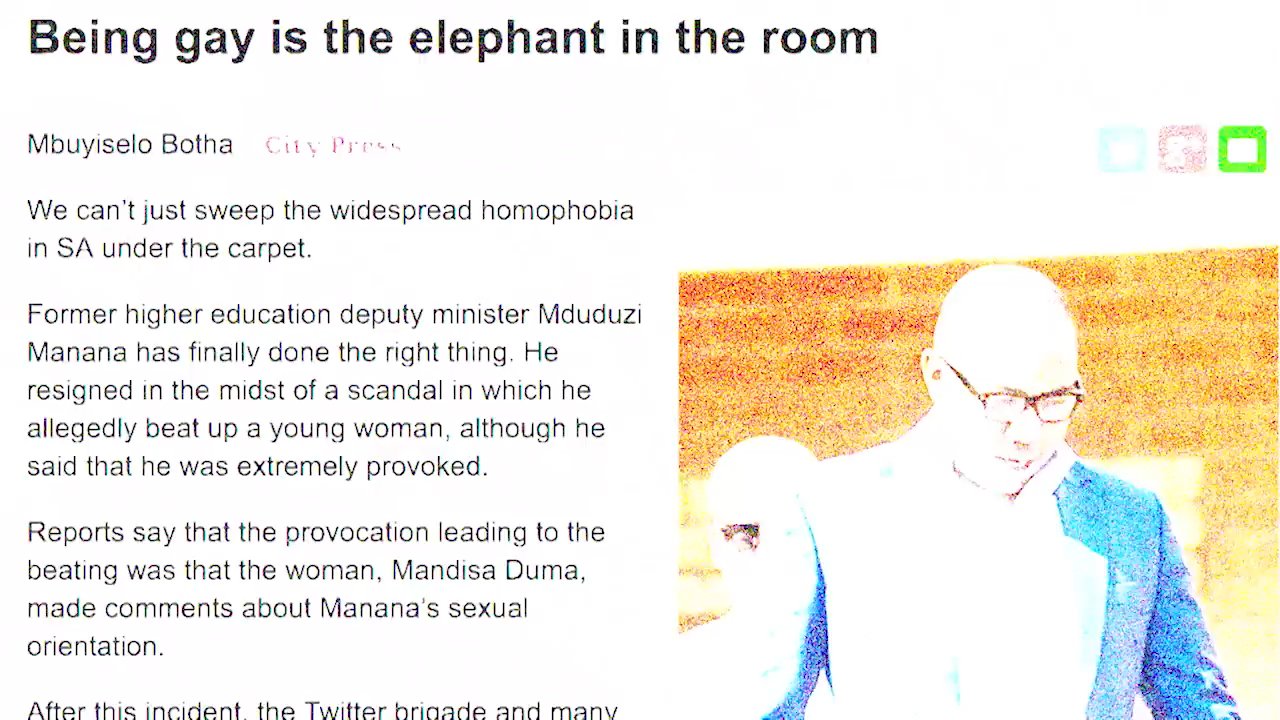 Being gay is the elephant in the room
Mbuyiselo Botha City Press
We can't just sweep the widespread homophobia
in SA under the carpet.
Former higher education deputy minister Mduduzi
Manana has finally done the right thing. He
resigned in the midst of a scandal in which he
allegedly beat up a young woman, although he
said that he was extremely provoked.
Reports say that the provocation leading to the
beating was that the woman, Mandisa Duma,
made comments about Manana's sexual
orientation.
After this incident, the Twitter brigade and many